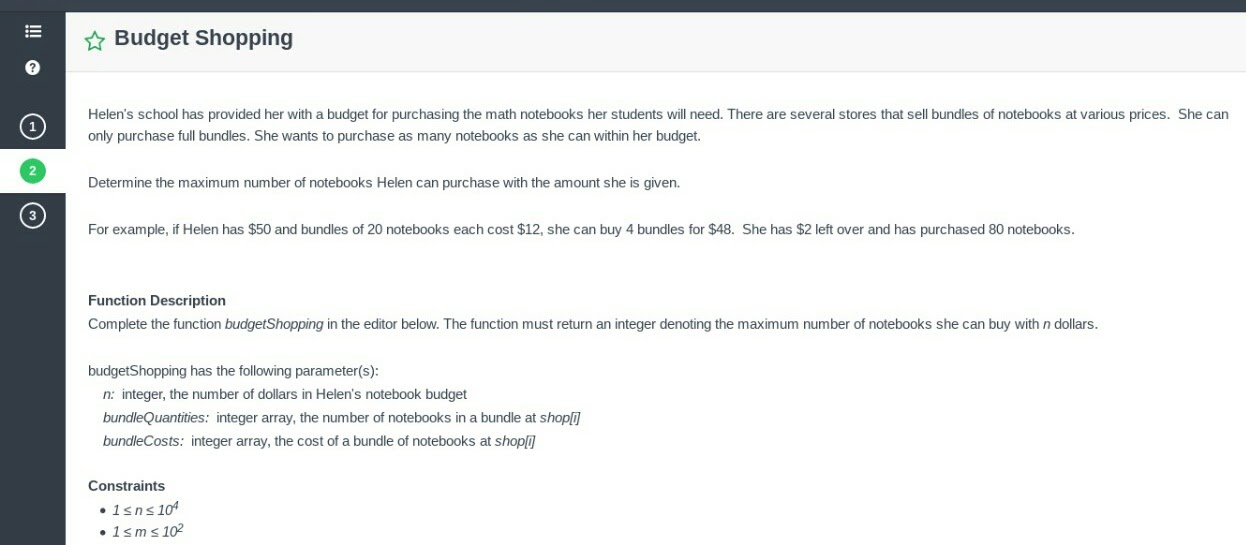 Budget Shopping
?
1
2
3
Helen's school has provided her with a budget for purchasing the math notebooks her students will need. There are several stores that sell bundles of notebooks at various prices.  She can
only purchase full bundles. She wants to purchase as many notebooks as she can within her budget.
Determine the maximum number of notebooks Helen can purchase with the amount she is given.
For example, if Helen has $50 and bundles of 20 notebooks each cost $12, she can buy 4 bundles for $48.  She has $2 left over and has purchased 80 notebooks.
Function Description
Complete the function budgetShopping in the editor below. The function must return an integer denoting the maximum number of notebooks she can buy with n dollars.
budgetShopping has the following parameter(s):
n:  integer, the number of dollars in Helen's notebook budget
bundleQuantities:  integer array, the number of notebooks in a bundle at shop[i]
bundleCosts:  integer array, the cost of a bundle of notebooks at shop[i]
Constraints
• 1 ≤ n ≤ 10⁴
• 1 ≤ m ≤ 10²